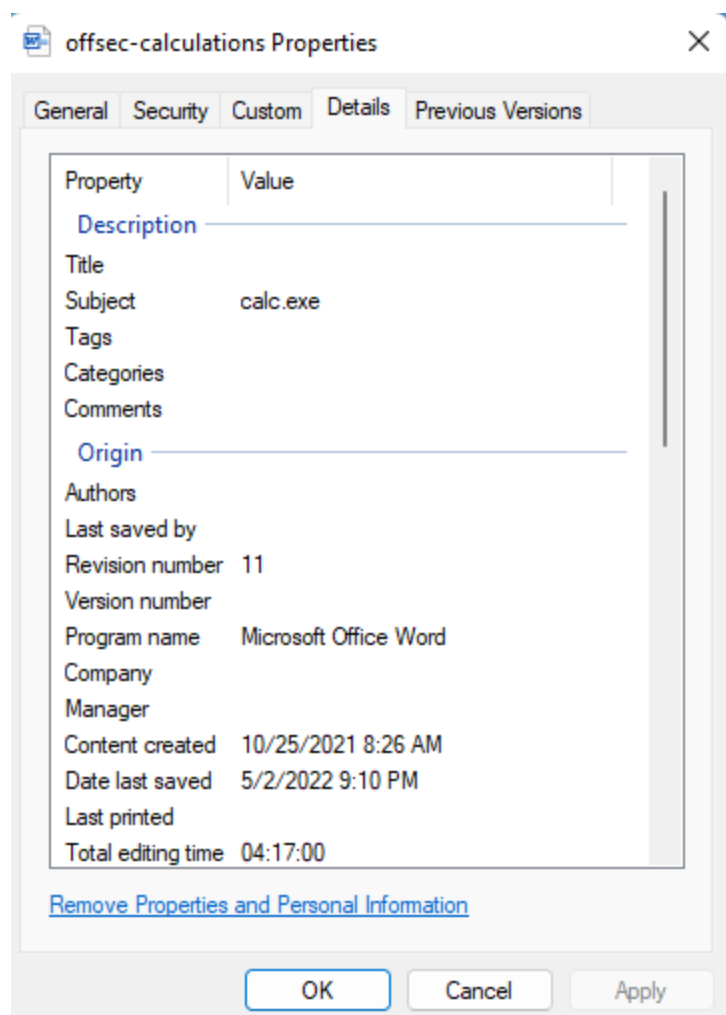 offsec-calculations Properties
General Security Custom Details Previous Versions
Property Value
Description
Title
Subject calc.exe
Tags
Categories
Comments
Origin
Authors
Last saved by
Revision number 11
Version number
Program name Microsoft Office Word
Company
Manager
Content created 10/25/2021 8:26 AM
Date last saved 5/2/2022 9:10 PM
Last printed
Total editing time 04:17:00
Remove Properties and Personal Information
OK Cancel Apply